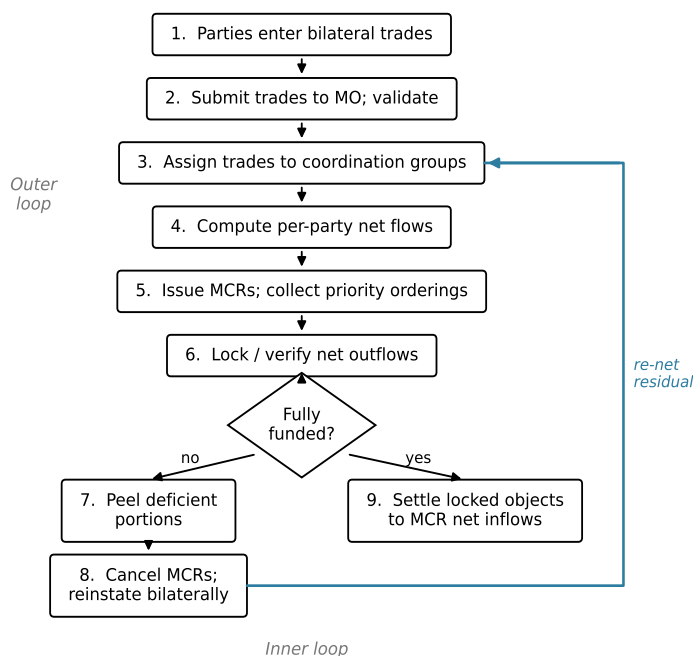 1.  Parties enter bilateral trades
2.  Submit trades to MO; validate
3.  Assign trades to coordination groups
Outer
loop
4.  Compute per-party net flows
5.  Issue MCRs; collect priority orderings
6.  Lock / verify net outflows
re-net
residual
Fully
funded?
no
yes
7.  Peel deficient
portions
9.  Settle locked objects
to MCR net inflows
8.  Cancel MCRs;
reinstate bilaterally
Inner loop